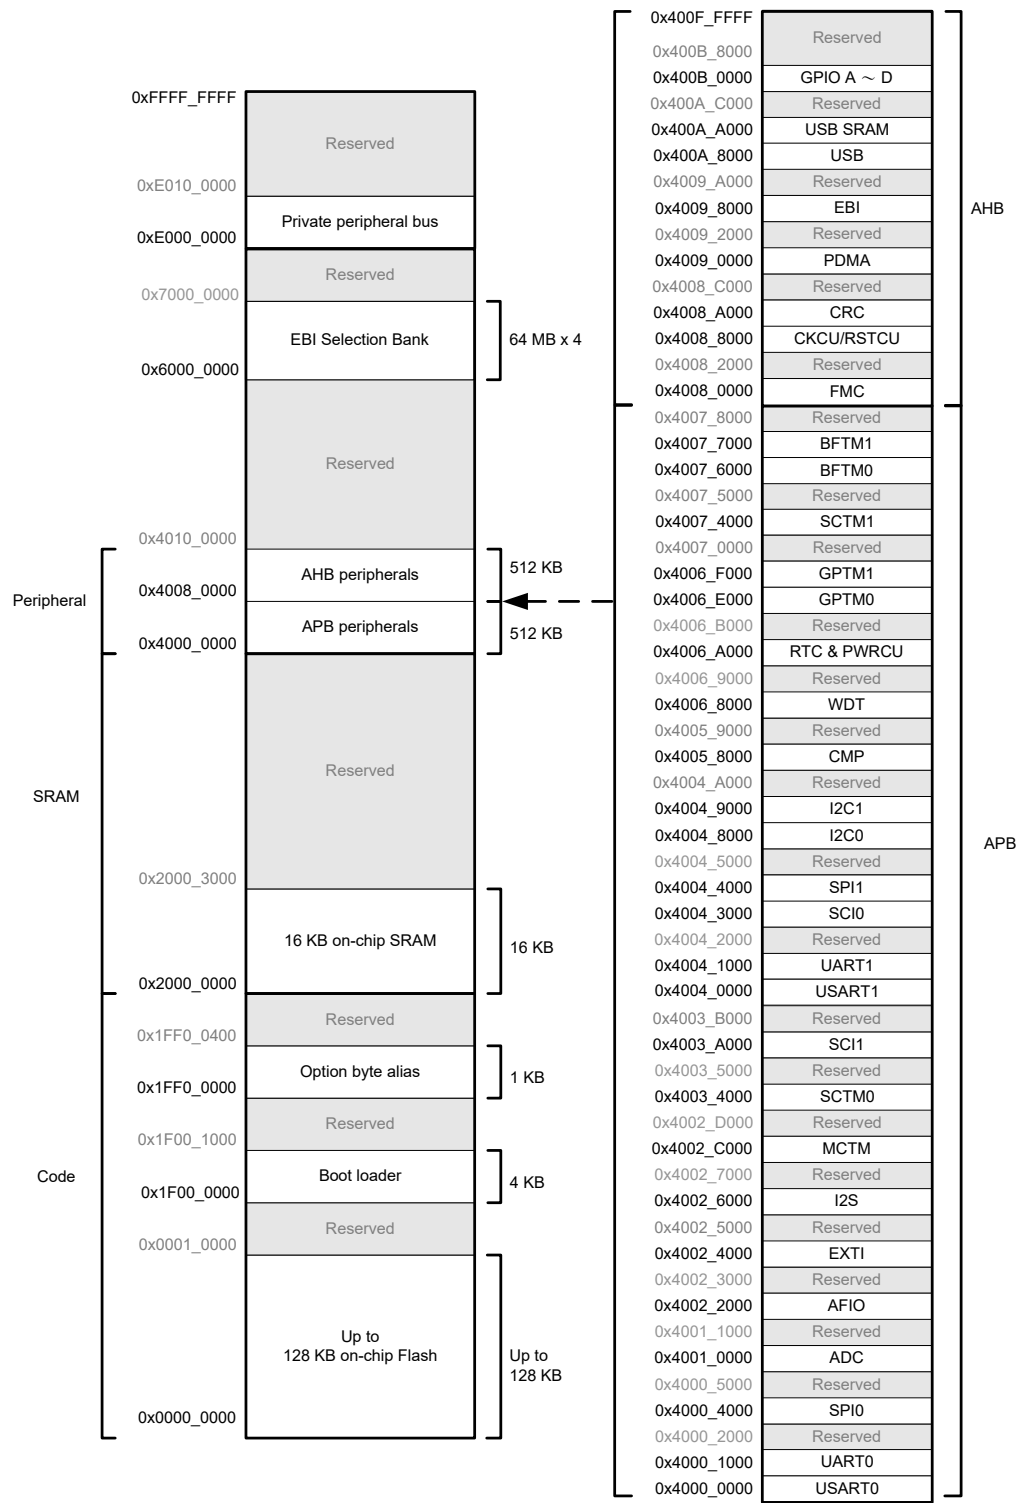 0xFFFF_FFFF
Reserved
0xE010_0000
Private peripheral bus
0xE000_0000
Reserved
0x7000_0000
EBI Selection Bank
64 MB x 4
0x6000_0000
Reserved
0x4010_0000
AHB peripherals
512 KB
0x4008_0000
Peripheral
APB peripherals
512 KB
0x4000_0000
Reserved
SRAM
0x2000_3000
16 KB on-chip SRAM
16 KB
0x2000_0000
Reserved
0x1FF0_0400
Option byte alias
1 KB
0x1FF0_0000
Reserved
0x1F00_1000
Code
Boot loader
4 KB
0x1F00_0000
Reserved
0x0001_0000
Up to
128 KB on-chip Flash
Up to
128 KB
0x0000_0000
0x400F_FFFF
Reserved
0x400B_8000
0x400B_0000 GPIO A ～ D
0x400A_C000 Reserved
0x400A_A000 USB SRAM
0x400A_8000 USB
0x4009_A000 Reserved
0x4009_8000 EBI
AHB
0x4009_2000 Reserved
0x4009_0000 PDMA
0x4008_C000 Reserved
0x4008_A000 CRC
0x4008_8000 CKCU/RSTCU
0x4008_2000 Reserved
0x4008_0000 FMC
0x4007_8000 Reserved
0x4007_7000 BFTM1
0x4007_6000 BFTM0
0x4007_5000 Reserved
0x4007_4000 SCTM1
0x4007_0000 Reserved
0x4006_F000 GPTM1
0x4006_E000 GPTM0
0x4006_B000 Reserved
0x4006_A000 RTC & PWRCU
0x4006_9000 Reserved
0x4006_8000 WDT
0x4005_9000 Reserved
0x4005_8000 CMP
0x4004_A000 Reserved
0x4004_9000 I2C1
0x4004_8000 I2C0
APB
0x4004_5000 Reserved
0x4004_4000 SPI1
0x4004_3000 SCI0
0x4004_2000 Reserved
0x4004_1000 UART1
0x4004_0000 USART1
0x4003_B000 Reserved
0x4003_A000 SCI1
0x4003_5000 Reserved
0x4003_4000 SCTM0
0x4002_D000 Reserved
0x4002_C000 MCTM
0x4002_7000 Reserved
0x4002_6000 I2S
0x4002_5000 Reserved
0x4002_4000 EXTI
0x4002_3000 Reserved
0x4002_2000 AFIO
0x4001_1000 Reserved
0x4001_0000 ADC
0x4000_5000 Reserved
0x4000_4000 SPI0
0x4000_2000 Reserved
0x4000_1000 UART0
0x4000_0000 USART0